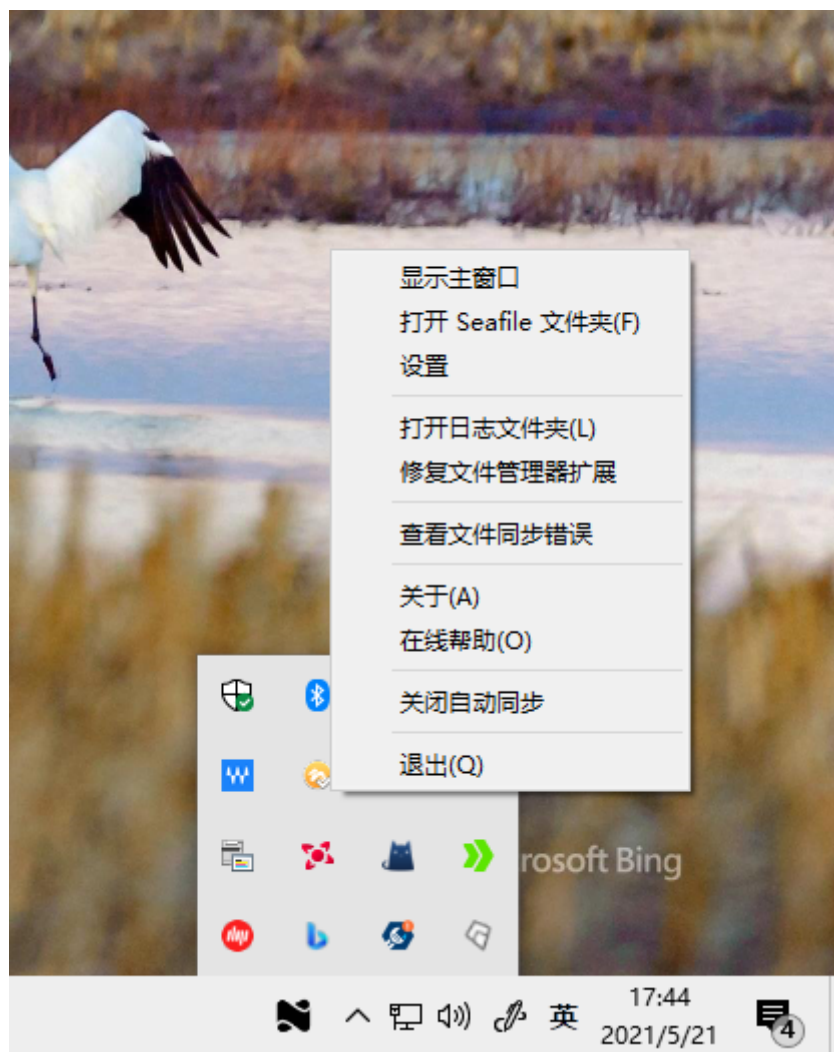 显示主窗口
打开 Seafile 文件夹(F)
设置
打开日志文件夹(L)
修复文件管理器扩展
查看文件同步错误
关于(A)
在线帮助(O)
关闭自动同步
退出(Q)
rosoft Bing
英
17:44
2021/5/21
4